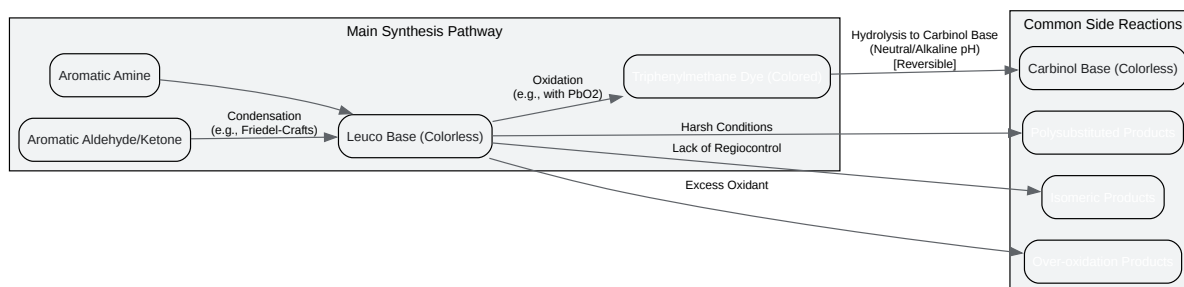 Main Synthesis Pathway
Common Side Reactions
Aromatic Amine
Aromatic Aldehyde/Ketone
Condensation
(e.g., Friedel-Crafts)
Leuco Base (Colorless)
Oxidation
(e.g., with PbO2)
Triphenylmethane Dye (Colored)
Hydrolysis to Carbinol Base
(Neutral/Alkaline pH)
[Reversible]
Carbinol Base (Colorless)
Harsh Conditions
Polysubstituted Products
Lack of Regiocontrol
Isomeric Products
Excess Oxidant
Over-oxidation Products